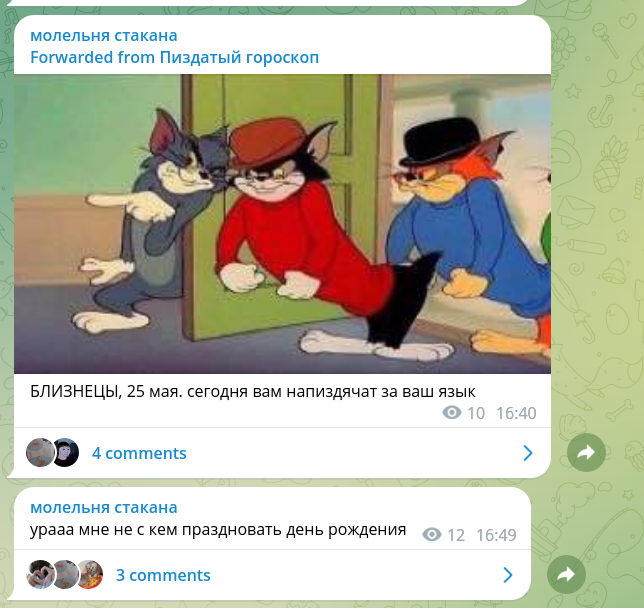 молельня стакана
Forwarded from Пиздатый гороскоп
БЛИЗНЕЦЫ, 25 мая. сегодня вам напиздячат за ваш язык
10 16:40
4 comments
молельня стакана
урааа мне не с кем праздновать день рождения 12 16:49
3 comments